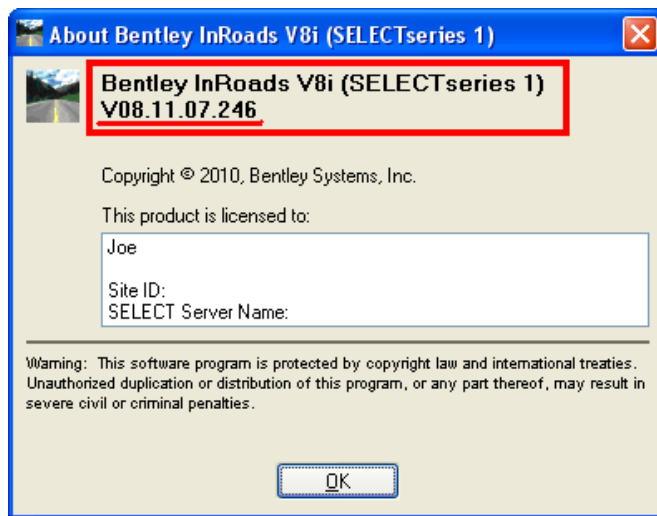 About Bentley InRoads V8i (SELECTseries 1)
Bentley InRoads V8i (SELECTseries 1)
V08.11.07.246
Copyright © 2010, Bentley Systems, Inc.
This product is licensed to:
Joe
Site ID:
SELECT Server Name:
Warning: This software program is protected by copyright law and international treaties.
Unauthorized duplication or distribution of this program, or any part thereof, may result in
severe civil or criminal penalties.
OK